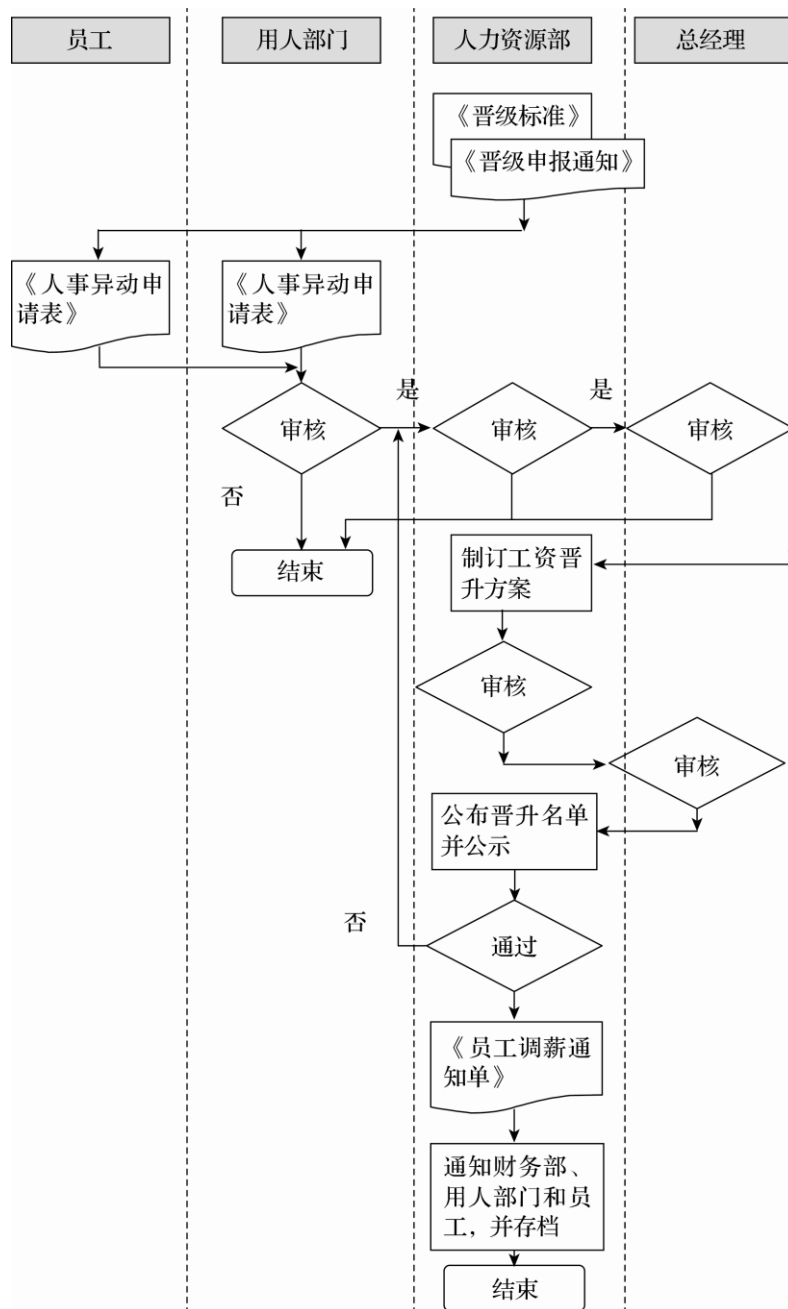 员工
用人部门
人力资源部
总经理
《晋级标准》
《晋级申报通知》
《人事异动申
请表》
《人事异动申
请表》
审核
是
审核
是
审核
否
结束
制订工资晋
升方案
审核
审核
公布晋升名单
并公示
否
通过
《员工调薪通
知单》
通知财务部、
用人部门和员
工，并存档
结束